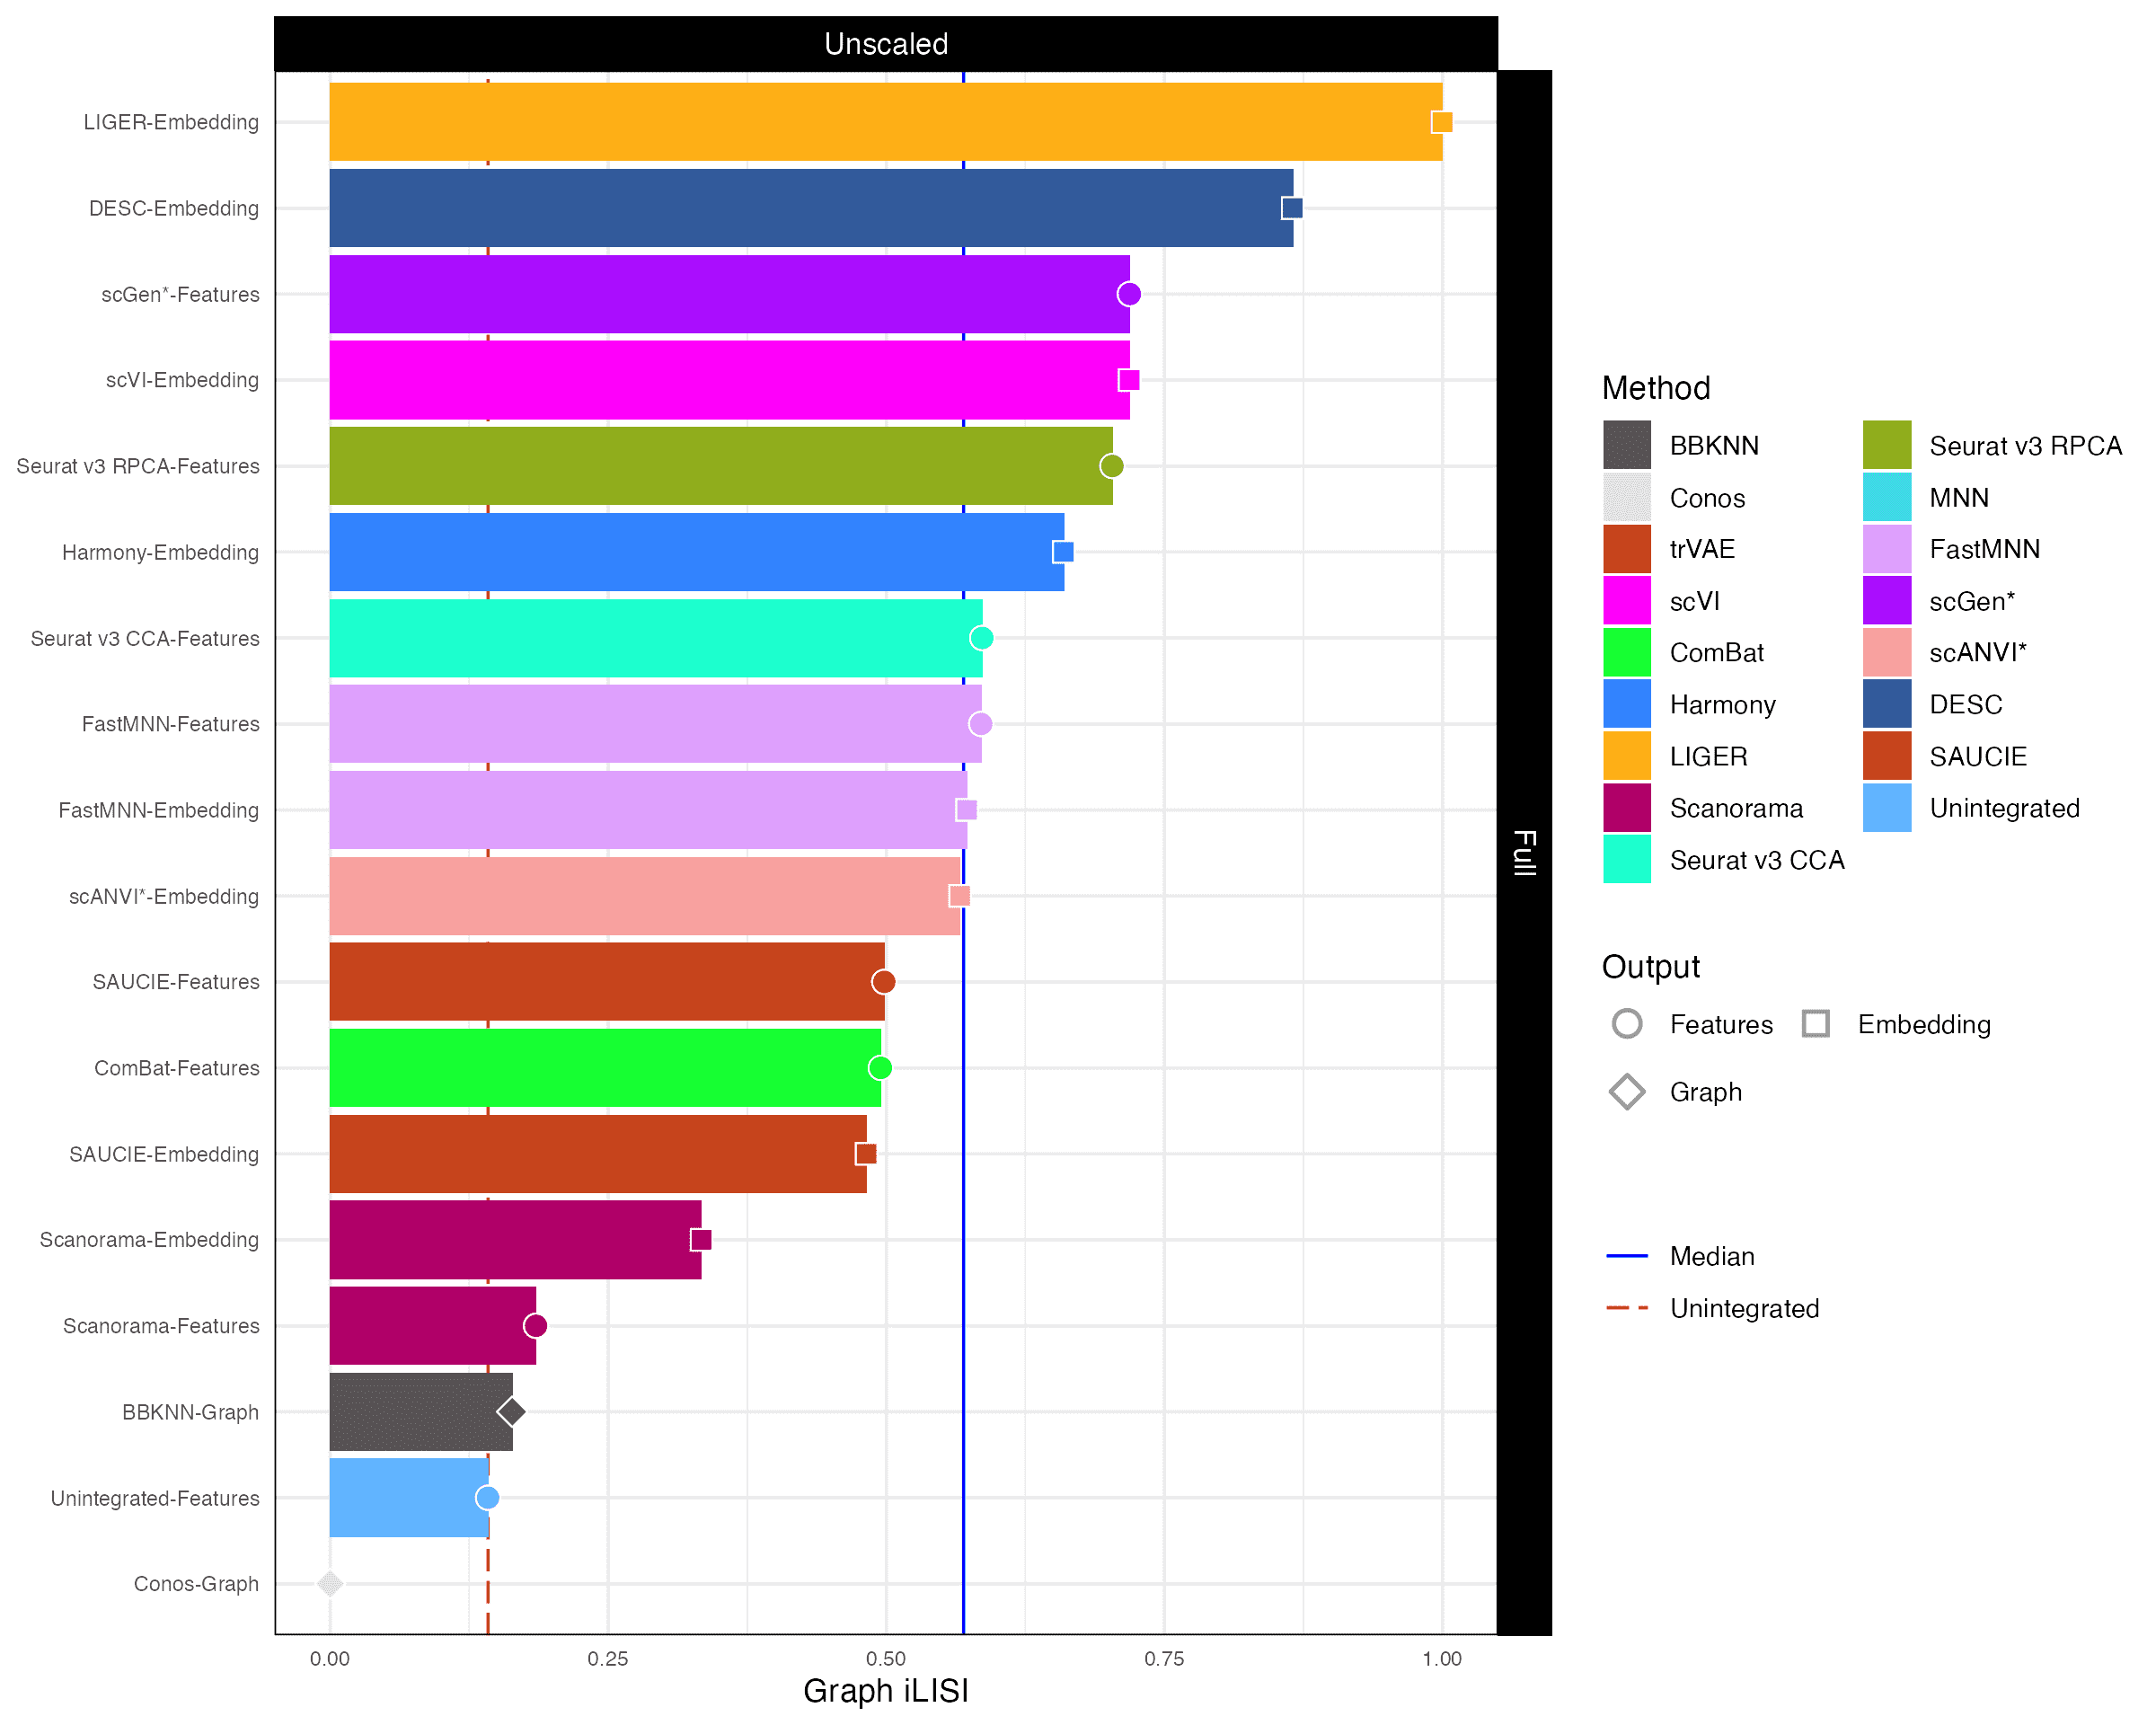 Unscaled
Full
LIGER-Embedding
DESC-Embedding
scGen*-Features
scVI-Embedding
Seurat v3 RPCA-Features
Harmony-Embedding
Seurat v3 CCA-Features
FastMNN-Features
FastMNN-Embedding
scANVI*-Embedding
SAUCIE-Features
ComBat-Features
SAUCIE-Embedding
Scanorama-Embedding
Scanorama-Features
BBKNN-Graph
Unintegrated-Features
Conos-Graph
0.00 0.25 0.50 0.75 1.00
Graph iLISI
Method
BBKNN
Conos
trVAE
scVI
ComBat
Harmony
LIGER
Scanorama
Seurat v3 CCA
Seurat v3 RPCA
MNN
FastMNN
scGen*
scANVI*
DESC
SAUCIE
Unintegrated
Output
Features Embedding
Graph
Median
Unintegrated